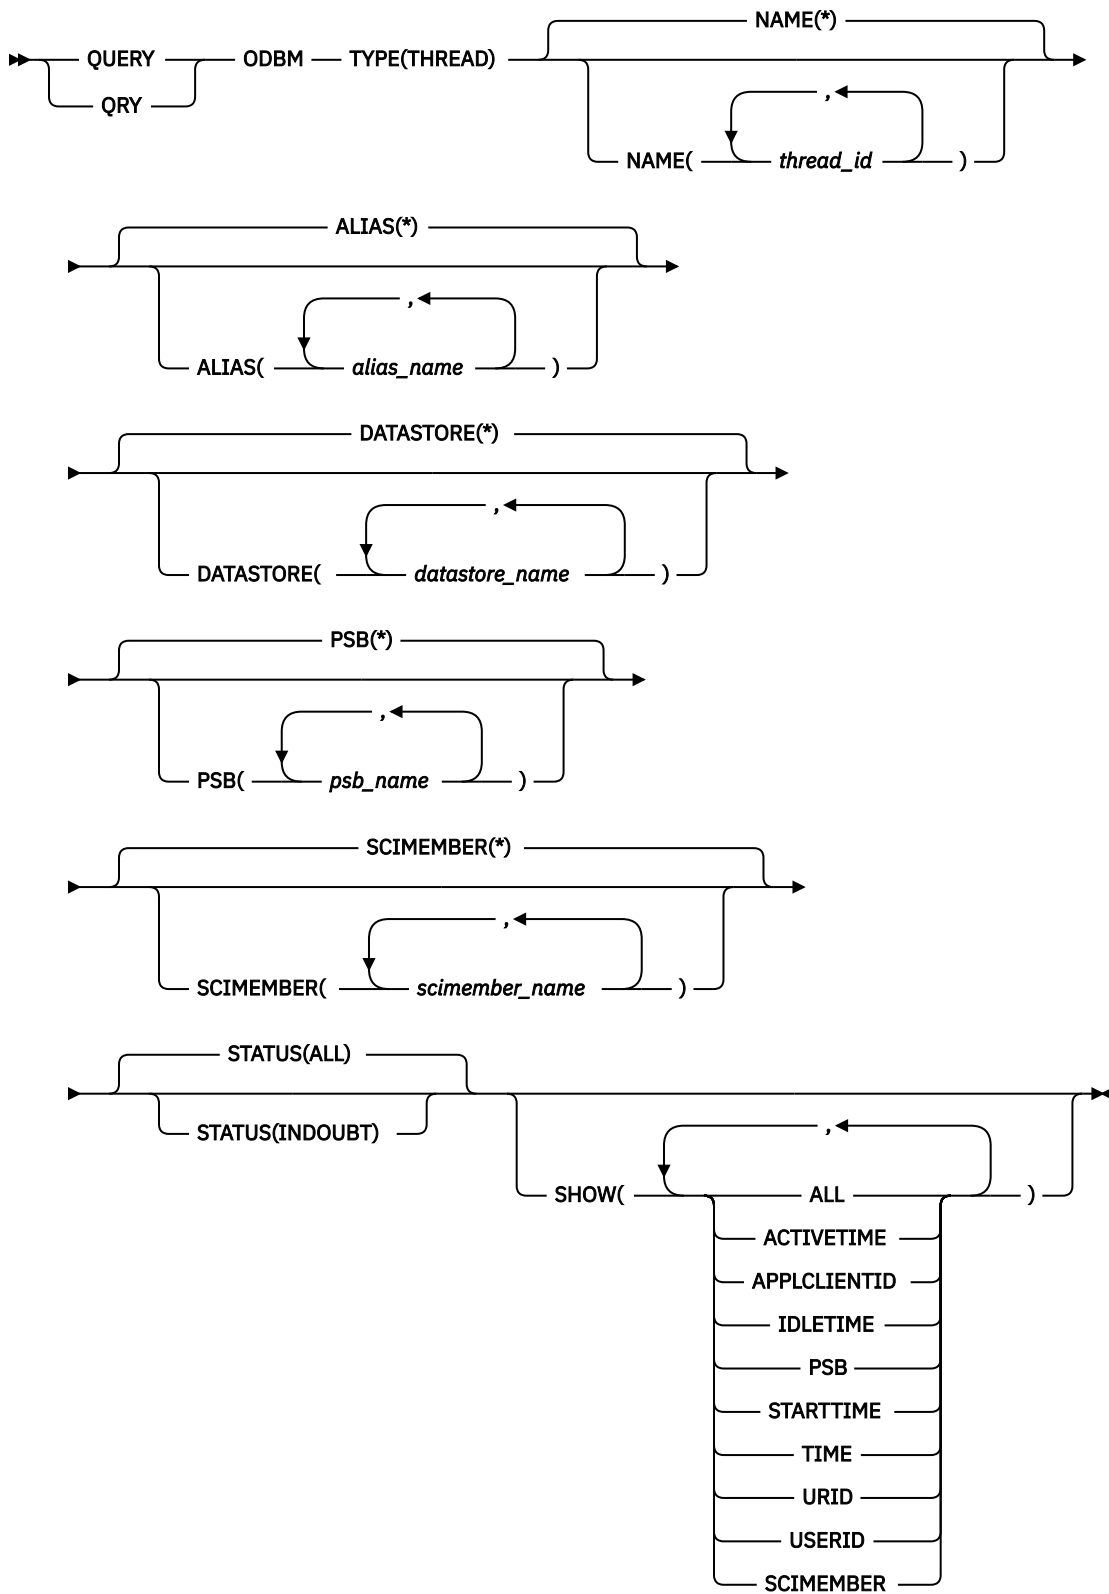 NAME(*)
QUERY ODBM TYPE(THREAD)
QRY
,
NAME( thread_id )
ALIAS(*)
,
ALIAS( alias_name )
DATASTORE(*)
,
DATASTORE( datastore_name )
PSB(*)
,
PSB( psb_name )
SCIMEMBER(*)
,
SCIMEMBER( scimember_name )
STATUS(ALL)
STATUS(INDOUBT)
,
SHOW( ALL )
ACTIVETIME
APPLCLIENTID
IDLETIME
PSB
STARTTIME
TIME
URID
USERID
SCIMEMBER